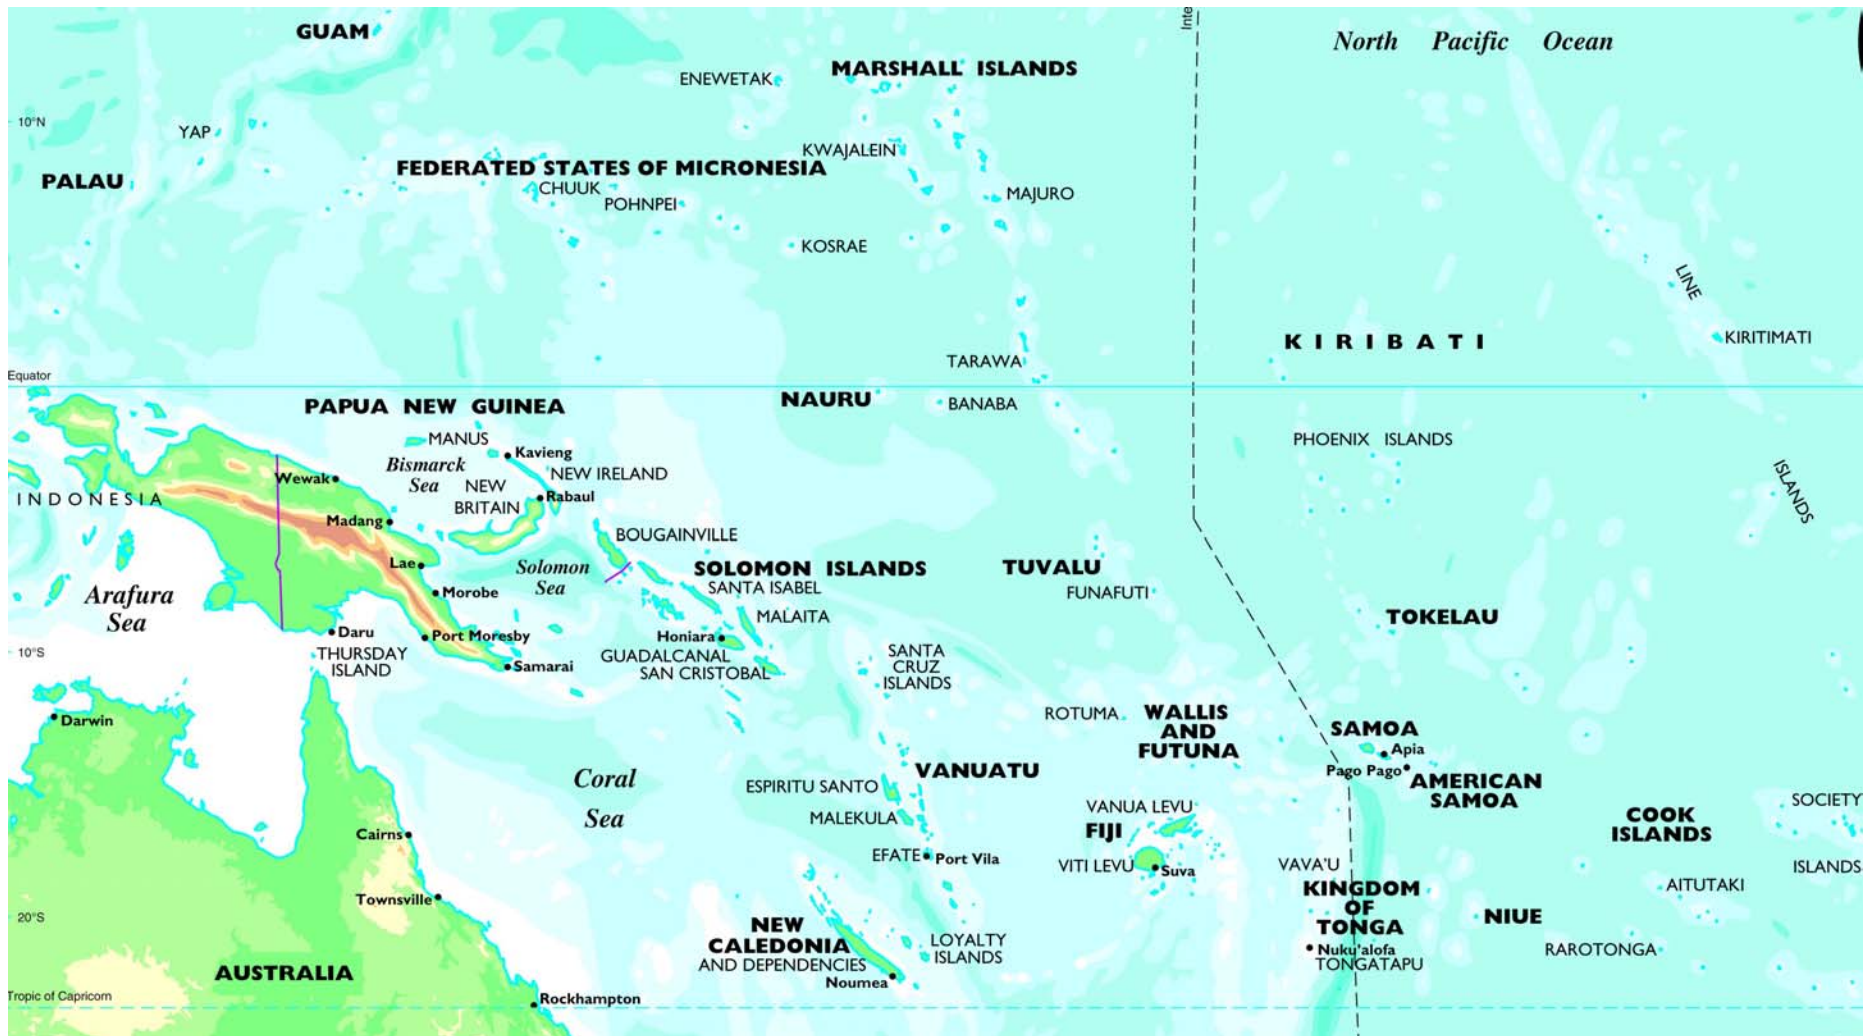 GUAM
Inte
North Pacific Ocean
ENEWETAK
MARSHALL ISLANDS
10°N
YAP
KWAJALEIN
FEDERATED STATES OF MICRONESIA
PALAU
CHUUK
POHNPEI
MAJURO
KOSRAE
LINE
KIRIBATI
KIRITIMATI
TARAWA
Equator
NAURU
BANABA
PAPUA NEW GUINEA
MANUS
Kavieng
PHOENIX ISLANDS
Bismarck
Sea
NEW IRELAND
Wewak
NEW
BRITAIN
Rabaul
ISLANDS
INDONESIA
Madang
BOUGAINVILLE
Lae
Solomon
Sea
SOLOMON ISLANDS
TUVALU
SANTA ISABEL
FUNAFUTI
Arafura
Sea
Morobe
MALAITA
TOKELAU
Daru
Port Moresby
Honiara
10°S
THURSDAY
ISLAND
Samarai
GUADALCANAL
SAN CRISTOBAL
SANTA
CRUZ
ISLANDS
Darwin
ROTUMA
WALLIS
AND
FUTUNA
SAMOA
Apia
Pago Pago
AMERICAN
SAMOA
Coral
Sea
VANUATU
ESPIRITU SANTO
MALEKULA
VANUA LEVU
FIJI
COOK
ISLANDS
SOCIETY
ISLANDS
Cairns
EFATE
Port Vila
VITI LEVU
Suva
VAVA'U
AITUTAKI
Townsville
KINGDOM
OF
TONGA
20°S
NIUE
NEW
CALEDONIA
AND DEPENDENCIES
Noumea
LOYALTY
ISLANDS
Nuku'alofa
TONGATAPU
RAROTONGA
AUSTRALIA
Tropic of Capricorn
Rockhampton